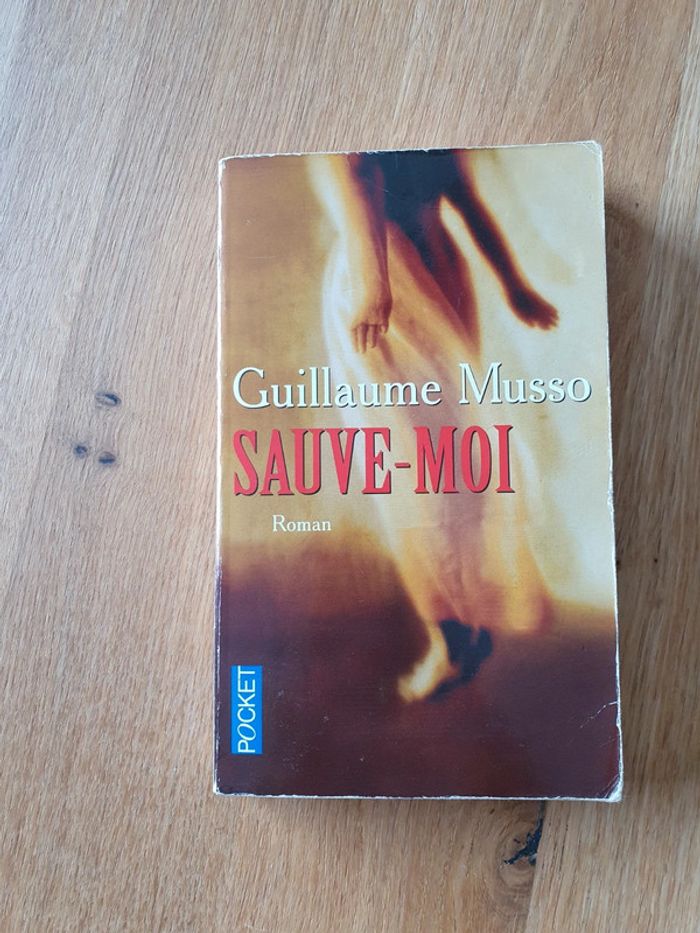 Guillaume Musso
SAUVE-MOI
Roman
POCKET